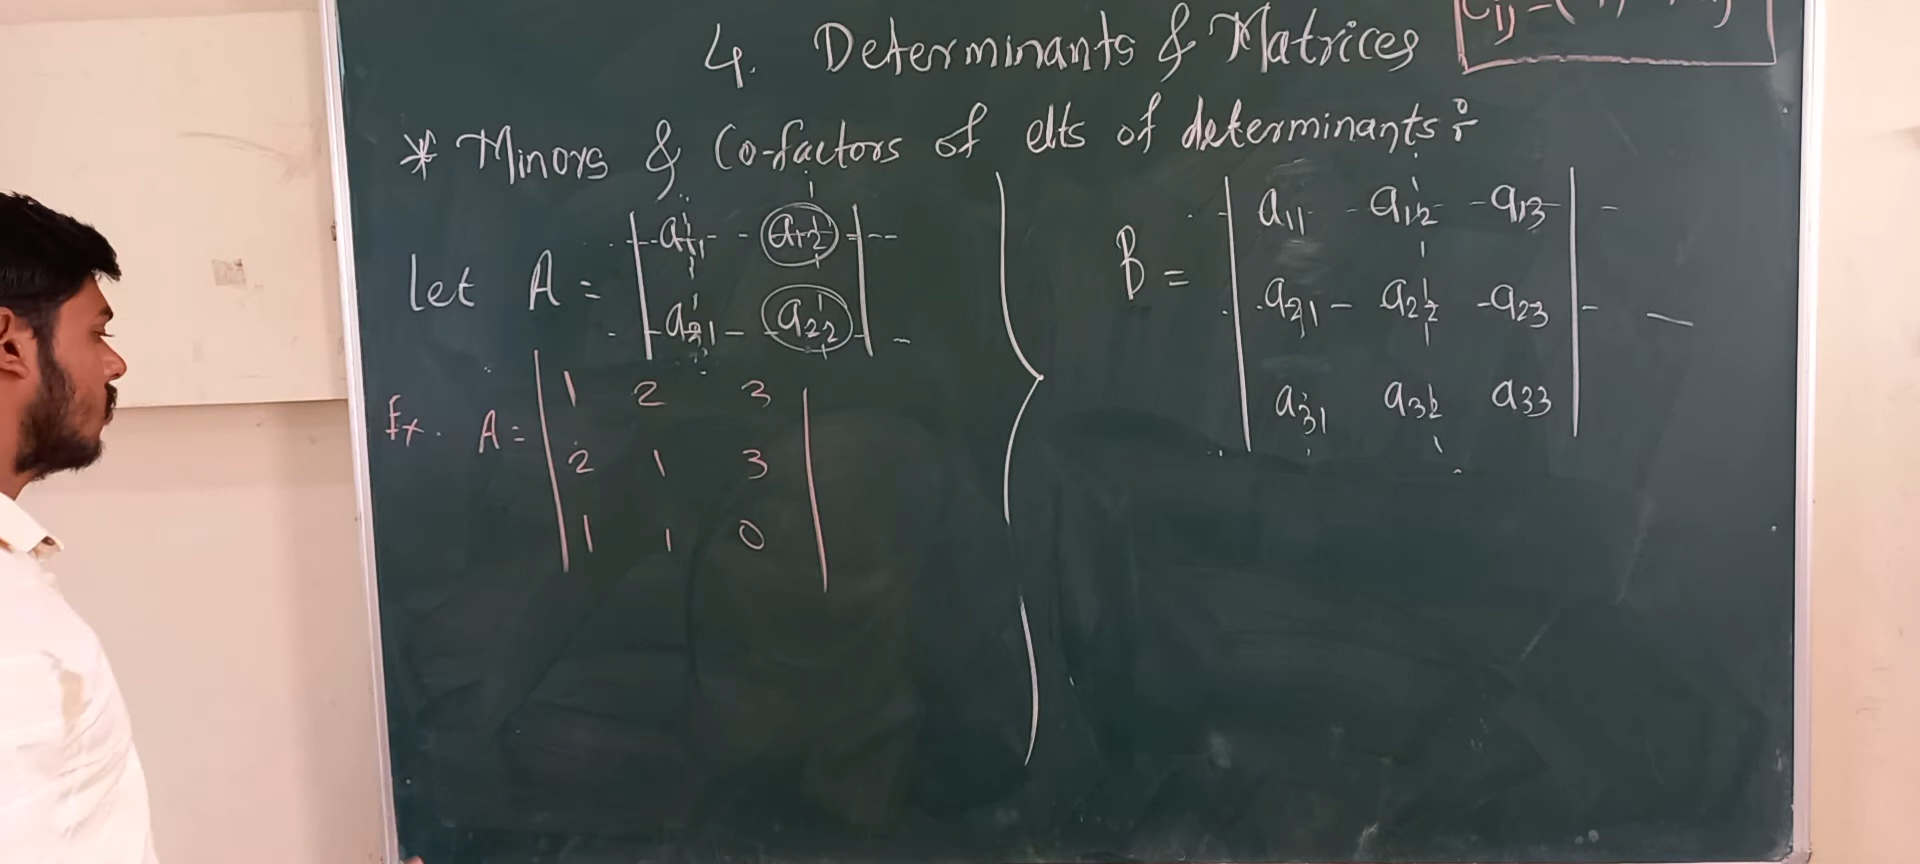 4. Determinants & Matrices
* Minors & Co-factors of elts of determinants:
Let A = | a11 a12 |
| a21 a22 |
Ex. A = | 1 2 3 |
| 2 1 3 |
| 1 1 0 |
B = | a11 a12 a13 |
| a21 a22 a23 |
| a31 a32 a33 |